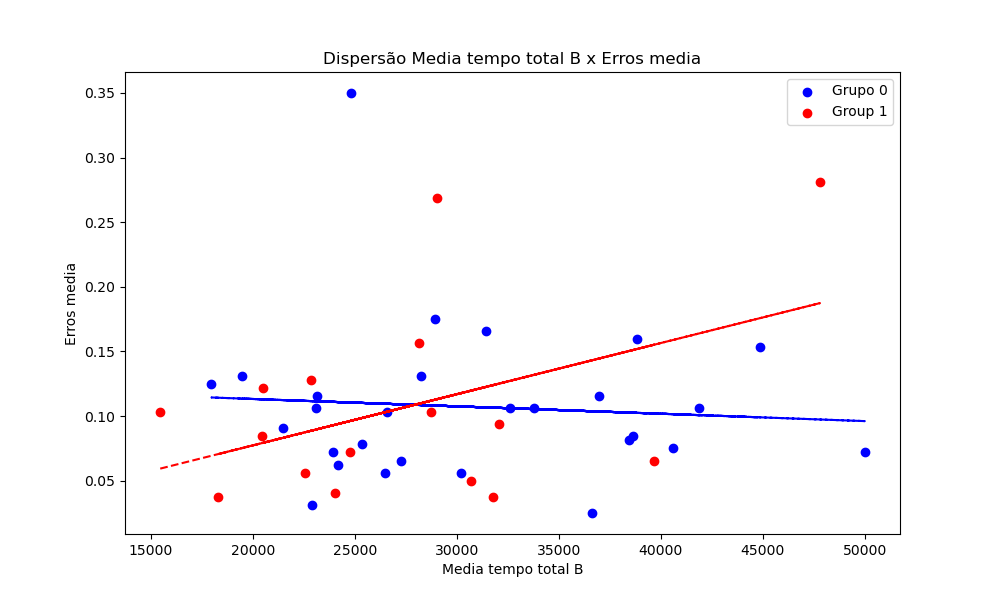 Dispersão Media tempo total B x Erros media
Grupo 0
Group 1
0.35
0.30
0.25
0.20
0.15
0.10
0.05
Erros media
15000 20000 25000 30000 35000 40000 45000 50000
Media tempo total B